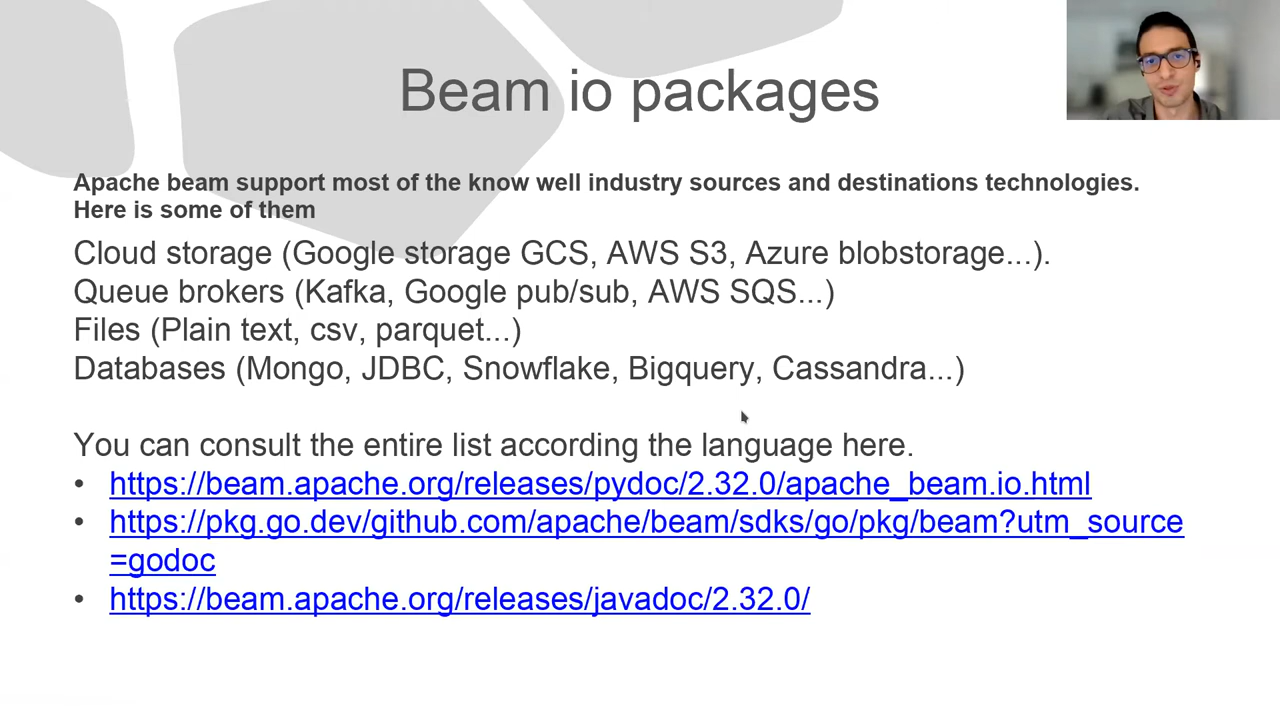 Beam io packages
Apache beam support most of the know well industry sources and destinations technologies.
Here is some of them
Cloud storage (Google storage GCS, AWS S3, Azure blobstorage...).
Queue brokers (Kafka, Google pub/sub, AWS SQS...)
Files (Plain text, csv, parquet...)
Databases (Mongo, JDBC, Snowflake, Bigquery, Cassandra...)
You can consult the entire list according the language here.
• https://beam.apache.org/releases/pydoc/2.32.0/apache_beam.io.html
• https://pkg.go.dev/github.com/apache/beam/sdks/go/pkg/beam?utm_source
=godoc
• https://beam.apache.org/releases/javadoc/2.32.0/